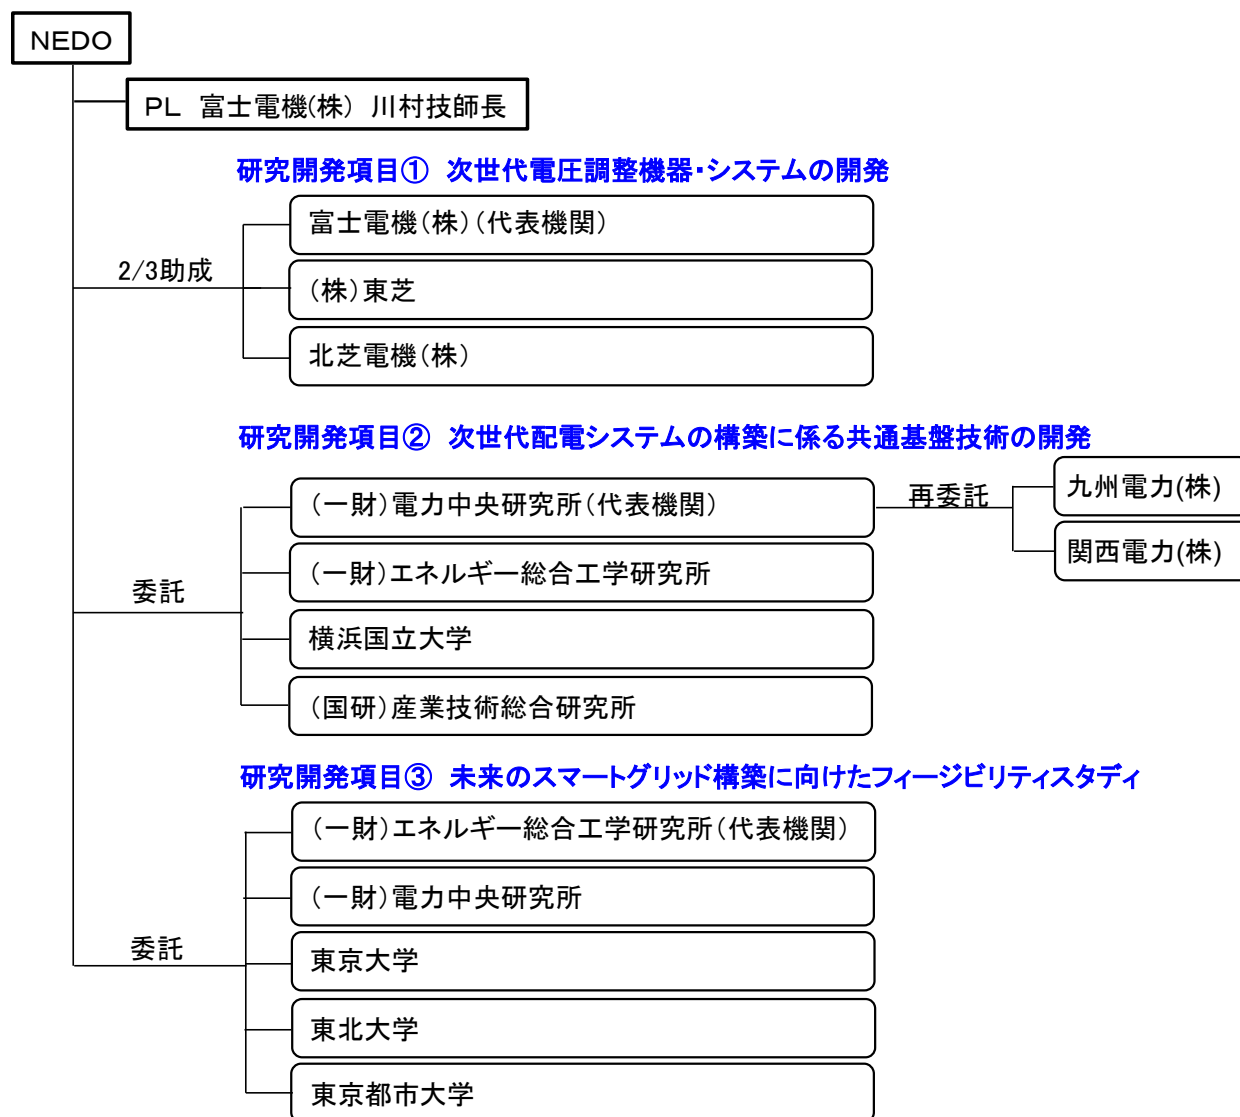 NEDO
PL 富士電機(株) 川村技師長
研究開発項目① 次世代電圧調整機器・システムの開発
2/3助成
富士電機(株)(代表機関)
(株)東芝
北芝電機(株)
研究開発項目② 次世代配電システムの構築に係る共通基盤技術の開発
委託
(一財)電力中央研究所(代表機関)
再委託
九州電力(株)
関西電力(株)
(一財)エネルギー総合工学研究所
横浜国立大学
(国研)産業技術総合研究所
研究開発項目③ 未来のスマートグリッド構築に向けたフィージビリティスタディ
委託
(一財)エネルギー総合工学研究所(代表機関)
(一財)電力中央研究所
東京大学
東北大学
東京都市大学